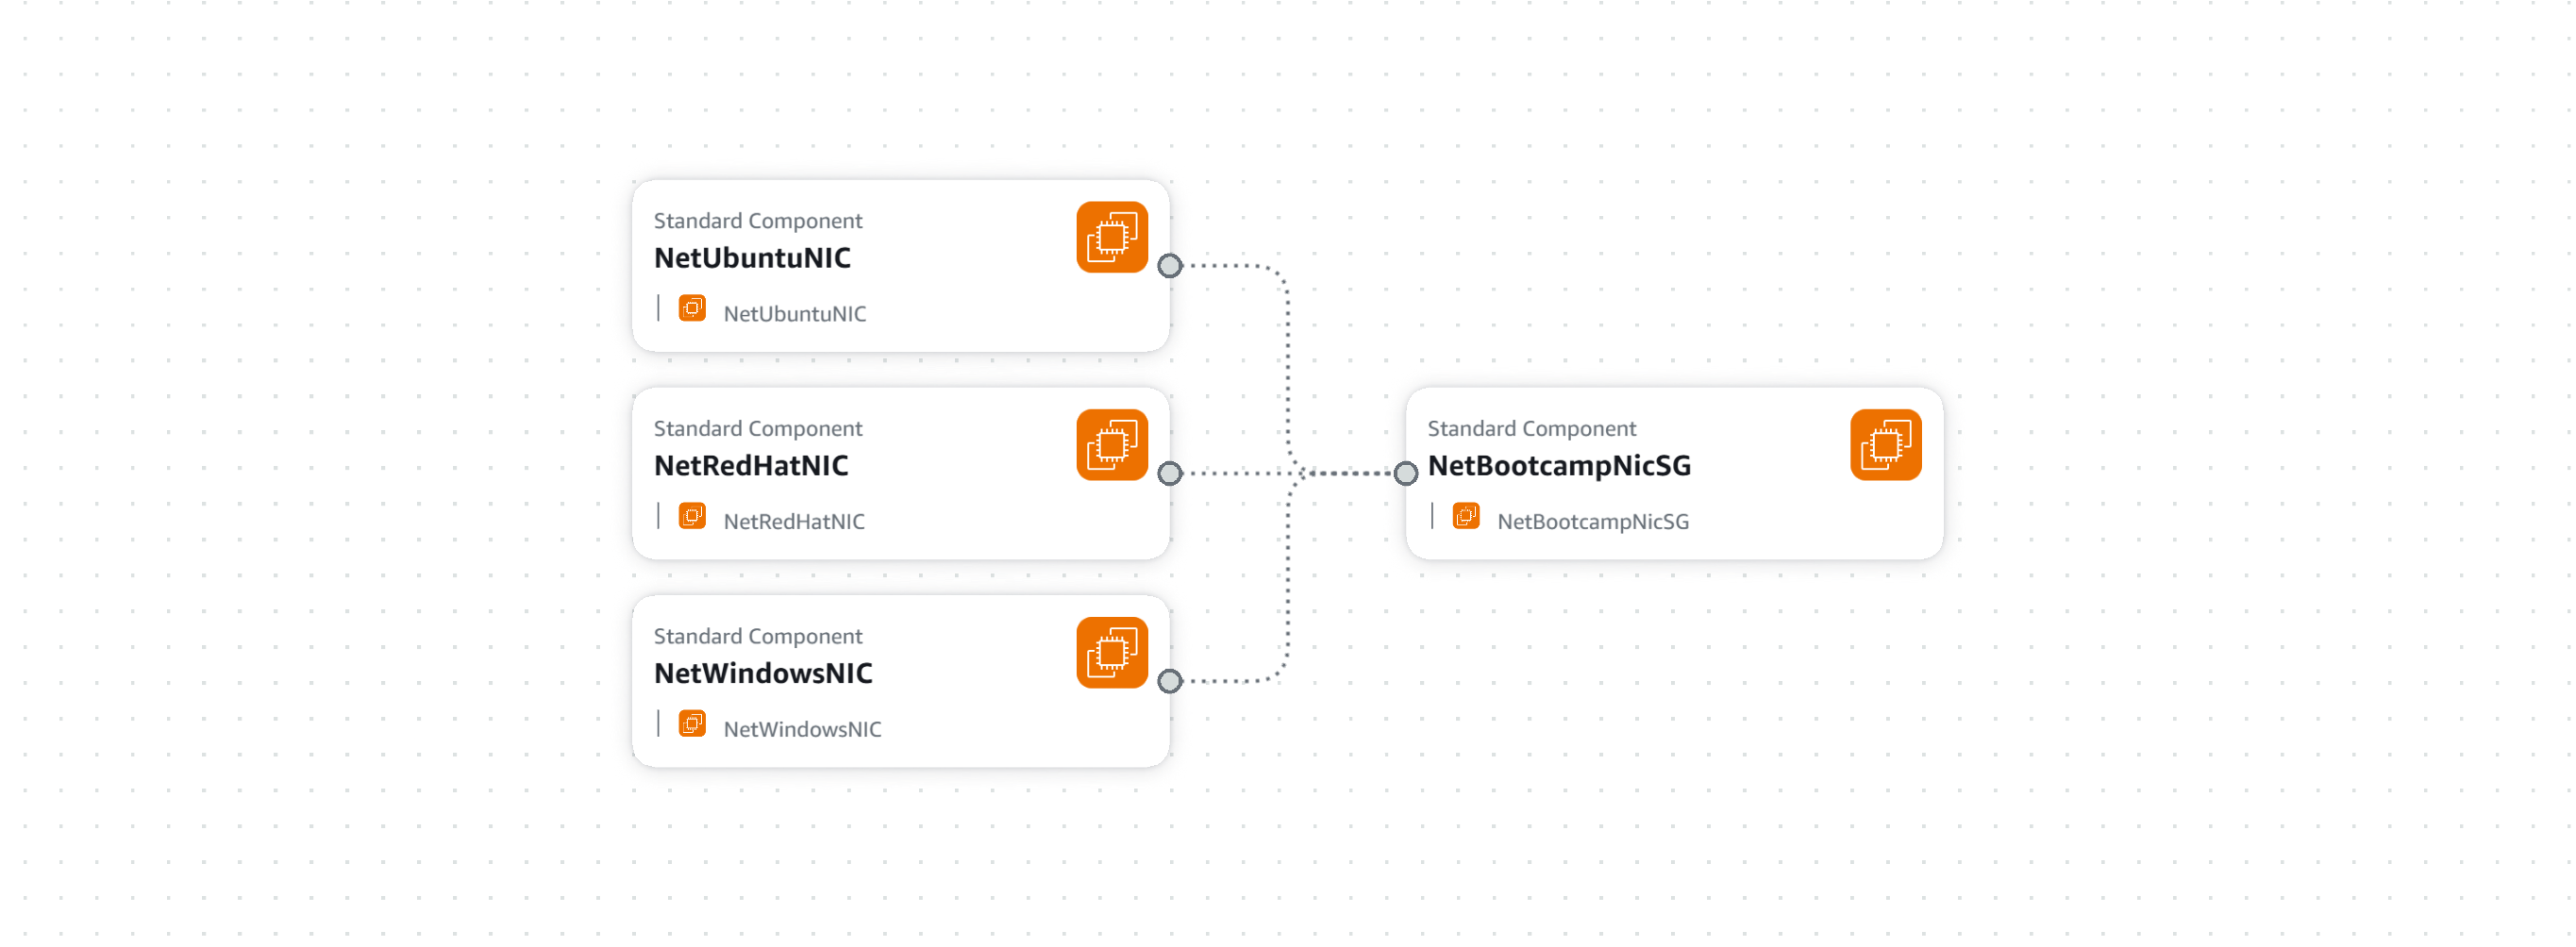 Standard Component
NetUbuntuNIC
NetUbuntuNIC
Standard Component
NetRedHatNIC
NetRedHatNIC
Standard Component
NetWindowsNIC
NetWindowsNIC
Standard Component
NetBootcampNicSG
NetBootcampNicSG